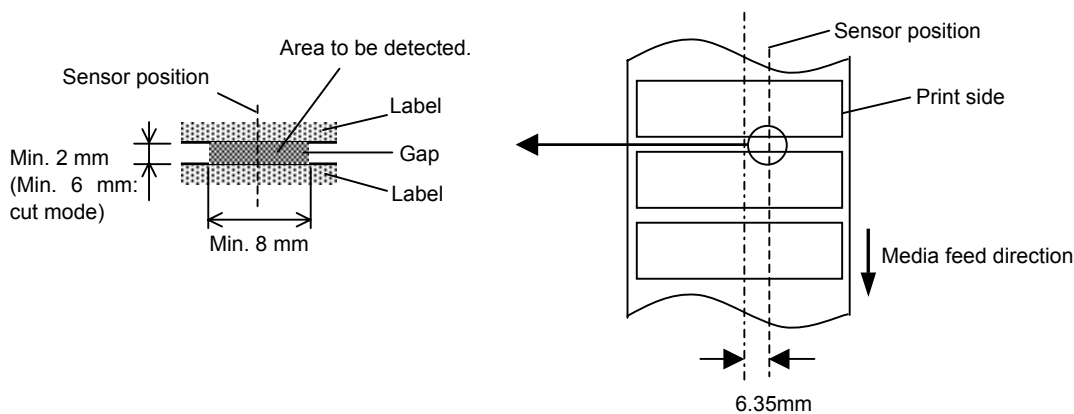 Area to be detected.
Sensor position
Label
Gap
Label
Min. 2 mm
(Min. 6 mm:
cut mode)
Min. 8 mm
Sensor position
Print side
Media feed direction
6.35mm